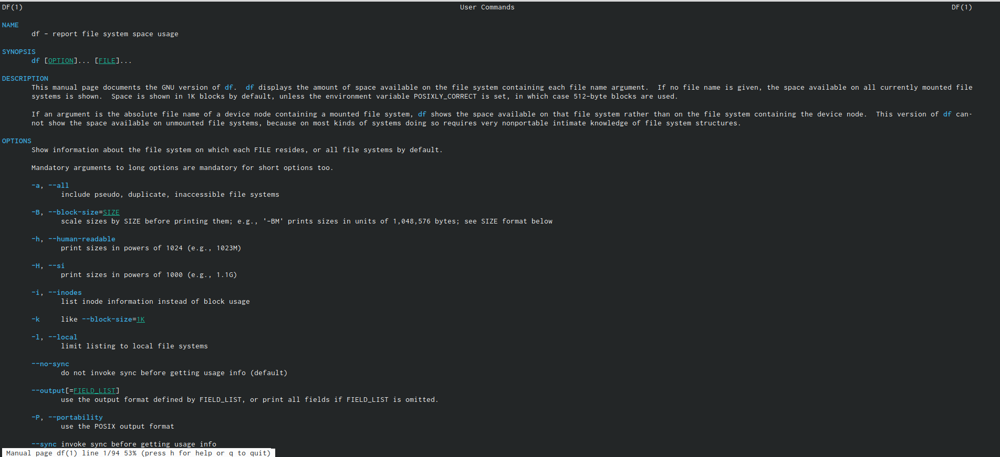 DF(1) User Commands DF(1)
NAME
df - report file system space usage
SYNOPSIS
df [OPTION]... [FILE]...
DESCRIPTION
This manual page documents the GNU version of df.  df displays the amount of space available on the file system containing each file name argument.  If no file name is given, the space available on all currently mounted file
systems is shown.  Space is shown in 1K blocks by default, unless the environment variable POSIXLY_CORRECT is set, in which case 512-byte blocks are used.
If an argument is the absolute file name of a device node containing a mounted file system, df shows the space available on that file system rather than on the file system containing the device node.  This version of df can-
not show the space available on unmounted file systems, because on most kinds of systems doing so requires very nonportable intimate knowledge of file system structures.
OPTIONS
Show information about the file system on which each FILE resides, or all file systems by default.
Mandatory arguments to long options are mandatory for short options too.
-a, --all
include pseudo, duplicate, inaccessible file systems
-B, --block-size=SIZE
scale sizes by SIZE before printing them; e.g., '-BM' prints sizes in units of 1,048,576 bytes; see SIZE format below
-h, --human-readable
print sizes in powers of 1024 (e.g., 1023M)
-H, --si
print sizes in powers of 1000 (e.g., 1.1G)
-i, --inodes
list inode information instead of block usage
-k     like --block-size=1K
-l, --local
limit listing to local file systems
--no-sync
do not invoke sync before getting usage info (default)
--output[=FIELD_LIST]
use the output format defined by FIELD_LIST, or print all fields if FIELD_LIST is omitted.
-P, --portability
use the POSIX output format
--sync invoke sync before getting usage info
Manual page df(1) line 1/94 53% (press h for help or q to quit)